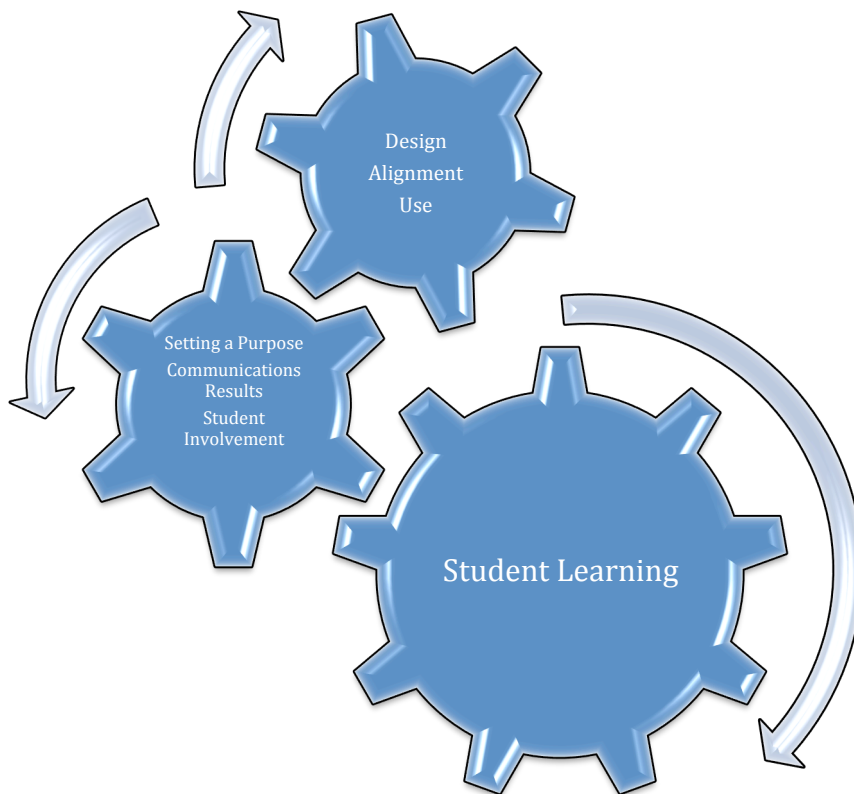 Design
Alignment
Use
Setting a Purpose
Communications
Results
Student
Involvement
Student Learning